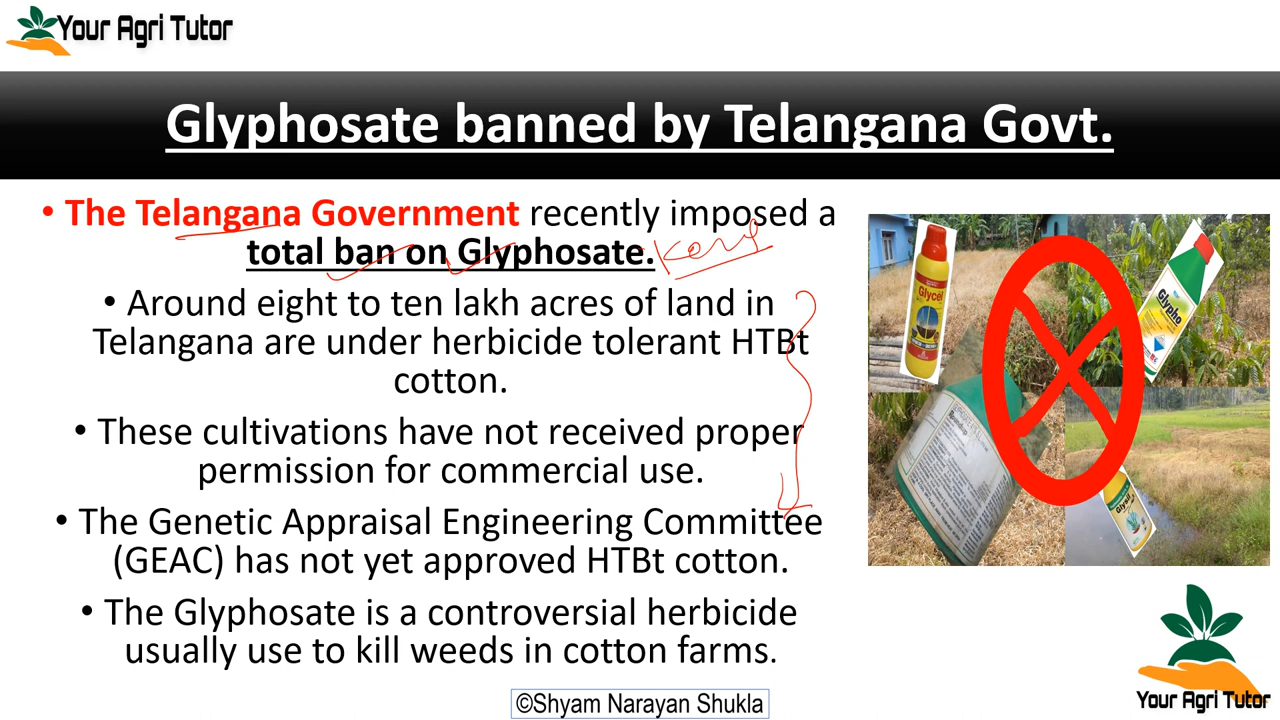 Your Agri Tutor
Glyphosate banned by Telangana Govt.
• The Telangana Government recently imposed a
total ban on Glyphosate.
• Around eight to ten lakh acres of land in
Telangana are under herbicide tolerant HTBt
cotton.
• These cultivations have not received proper
permission for commercial use.
• The Genetic Appraisal Engineering Committee
(GEAC) has not yet approved HTBt cotton.
• The Glyphosate is a controversial herbicide
usually use to kill weeds in cotton farms.
Glycel
Glypho
©Shyam Narayan Shukla
Your Agri Tutor